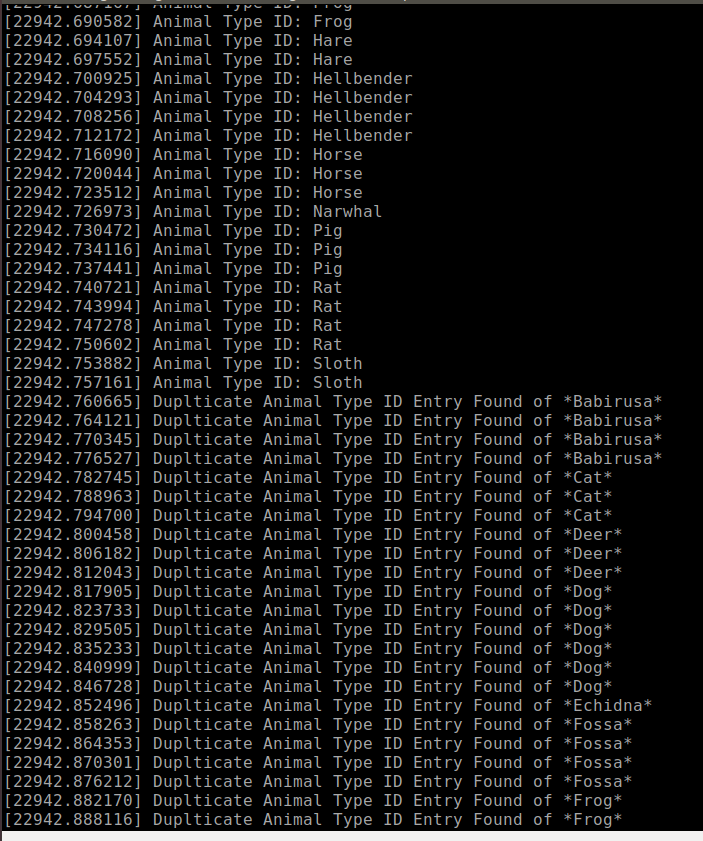 [22942.690582] Animal Type ID: Frog
[22942.694107] Animal Type ID: Hare
[22942.697552] Animal Type ID: Hare
[22942.700925] Animal Type ID: Hellbender
[22942.704293] Animal Type ID: Hellbender
[22942.708256] Animal Type ID: Hellbender
[22942.712172] Animal Type ID: Hellbender
[22942.716090] Animal Type ID: Horse
[22942.720044] Animal Type ID: Horse
[22942.723512] Animal Type ID: Horse
[22942.726973] Animal Type ID: Narwhal
[22942.730472] Animal Type ID: Pig
[22942.734116] Animal Type ID: Pig
[22942.737441] Animal Type ID: Pig
[22942.740721] Animal Type ID: Rat
[22942.743994] Animal Type ID: Rat
[22942.747278] Animal Type ID: Rat
[22942.750602] Animal Type ID: Rat
[22942.753882] Animal Type ID: Sloth
[22942.757161] Animal Type ID: Sloth
[22942.760665] Duplticate Animal Type ID Entry Found of *Babirusa*
[22942.764121] Duplticate Animal Type ID Entry Found of *Babirusa*
[22942.770345] Duplticate Animal Type ID Entry Found of *Babirusa*
[22942.776527] Duplticate Animal Type ID Entry Found of *Babirusa*
[22942.782745] Duplticate Animal Type ID Entry Found of *Cat*
[22942.788963] Duplticate Animal Type ID Entry Found of *Cat*
[22942.794700] Duplticate Animal Type ID Entry Found of *Cat*
[22942.800458] Duplticate Animal Type ID Entry Found of *Deer*
[22942.806182] Duplticate Animal Type ID Entry Found of *Deer*
[22942.812043] Duplticate Animal Type ID Entry Found of *Deer*
[22942.817905] Duplticate Animal Type ID Entry Found of *Dog*
[22942.823733] Duplticate Animal Type ID Entry Found of *Dog*
[22942.829505] Duplticate Animal Type ID Entry Found of *Dog*
[22942.835233] Duplticate Animal Type ID Entry Found of *Dog*
[22942.840999] Duplticate Animal Type ID Entry Found of *Dog*
[22942.846728] Duplticate Animal Type ID Entry Found of *Dog*
[22942.852496] Duplticate Animal Type ID Entry Found of *Echidna*
[22942.858263] Duplticate Animal Type ID Entry Found of *Fossa*
[22942.864353] Duplticate Animal Type ID Entry Found of *Fossa*
[22942.870301] Duplticate Animal Type ID Entry Found of *Fossa*
[22942.876212] Duplticate Animal Type ID Entry Found of *Fossa*
[22942.882170] Duplticate Animal Type ID Entry Found of *Frog*
[22942.888116] Duplticate Animal Type ID Entry Found of *Frog*